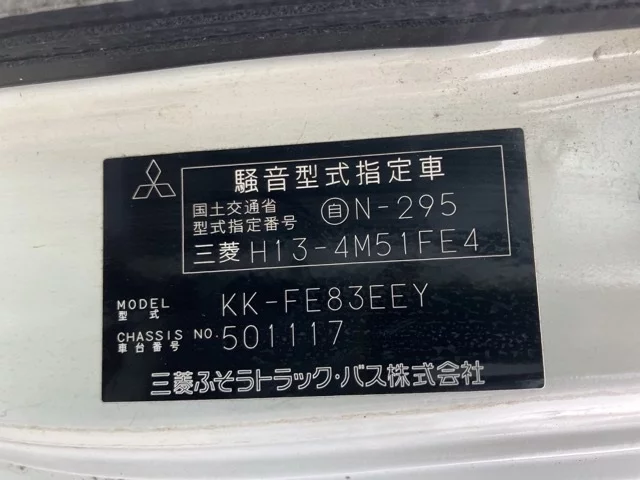 騒音型式指定車
国土交通省
型式指定番号 自 N-295
三菱 H13-4M51FE4
MODEL
型式 KK-FE83EEY
CHASSIS NO.
車台番号 501117
三菱ふそうトラック・バス株式会社